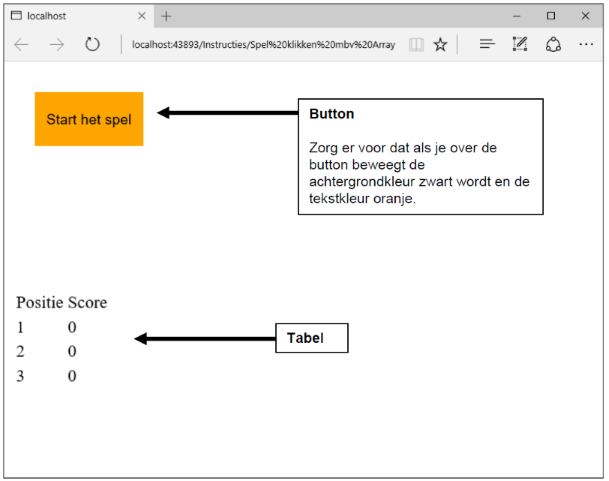 localhost
localhost:43893/Instructies/Spel%20klikken%20mbv%20Array
Start het spel
Button
Zorg er voor dat als je over de
button beweegt de
achtergrondkleur zwart wordt en de
tekstkleur oranje.
Positie Score
1 0
2 0
3 0
Tabel